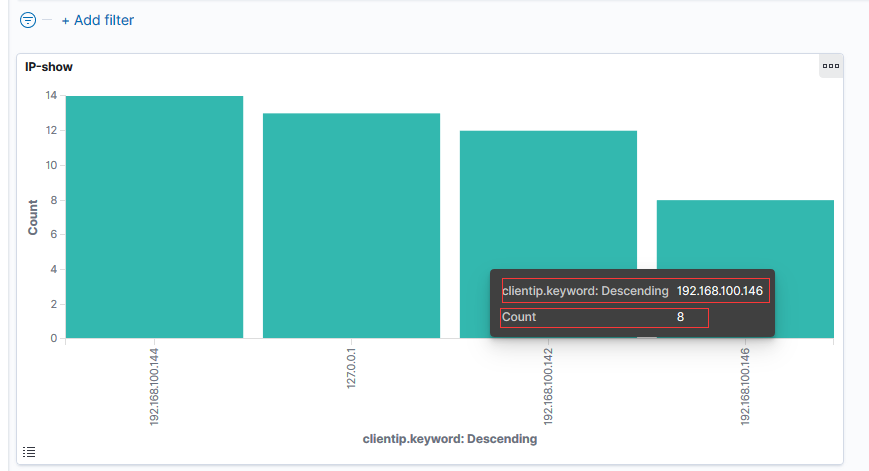 + Add filter
IP-show
14
12
10
8
6
4
2
0
Count
192.168.100.144
127.0.0.1
192.168.100.142
192.168.100.146
clientip.keyword: Descending 192.168.100.146
Count 8
clientip.keyword: Descending